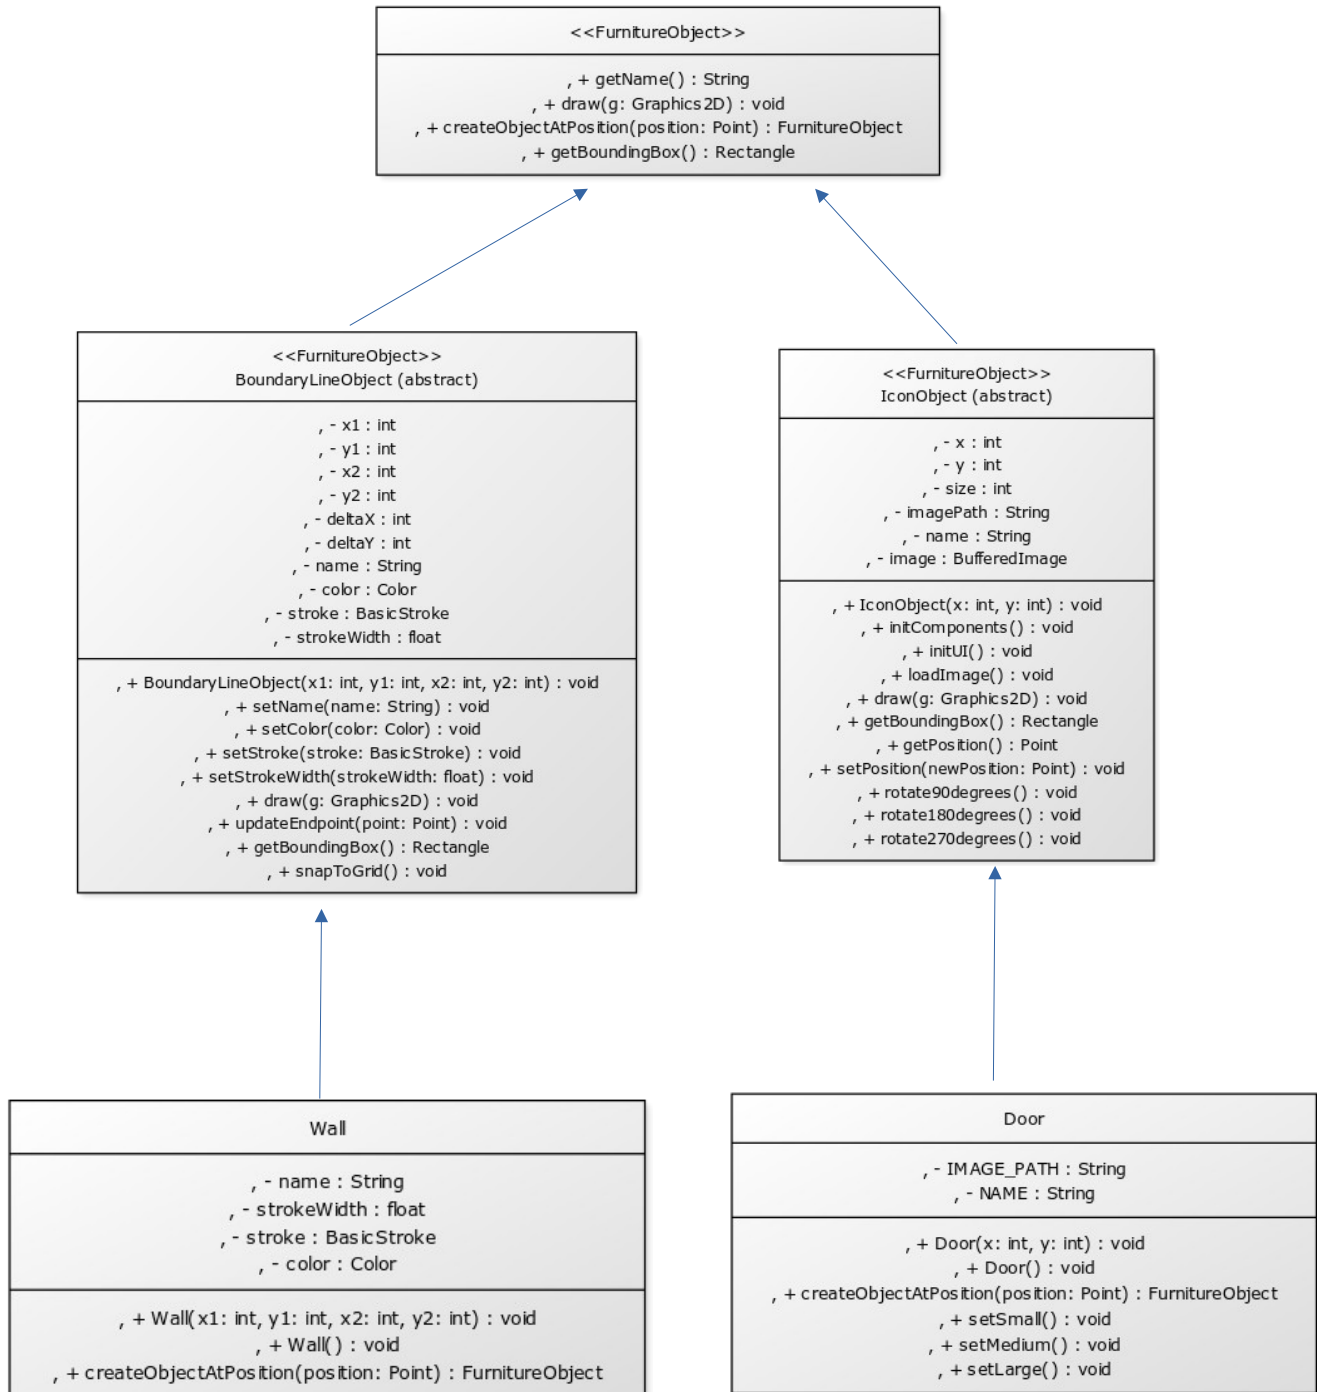 <<FurnitureObject>>
, + getName() : String
, + draw(g: Graphics2D) : void
, + createObjectAtPosition(position: Point) : FurnitureObject
, + getBoundingBox() : Rectangle
<<FurnitureObject>>
BoundaryLineObject (abstract)
, - x1 : int
, - y1 : int
, - x2 : int
, - y2 : int
, - deltaX : int
, - deltaY : int
, - name : String
, - color : Color
, - stroke : BasicStroke
, - strokeWidth : float
, + BoundaryLineObject(x1: int, y1: int, x2: int, y2: int) : void
, + setName(name: String) : void
, + setColor(color: Color) : void
, + setStroke(stroke: BasicStroke) : void
, + setStrokeWidth(strokeWidth: float) : void
, + draw(g: Graphics2D) : void
, + updateEndpoint(point: Point) : void
, + getBoundingBox() : Rectangle
, + snapToGrid() : void
<<FurnitureObject>>
IconObject (abstract)
, - x : int
, - y : int
, - size : int
, - imagePath : String
, - name : String
, - image : BufferedImage
, + IconObject(x: int, y: int) : void
, + initComponents() : void
, + initUI() : void
, + loadImage() : void
, + draw(g: Graphics2D) : void
, + getBoundingBox() : Rectangle
, + getPosition() : Point
, + setPosition(newPosition: Point) : void
, + rotate90degrees() : void
, + rotate180degrees() : void
, + rotate270degrees() : void
Wall
, - name : String
, - strokeWidth : float
, - stroke : BasicStroke
, - color : Color
, + Wall(x1: int, y1: int, x2: int, y2: int) : void
, + Wall() : void
, + createObjectAtPosition(position: Point) : FurnitureObject
Door
, - IMAGE_PATH : String
, - NAME : String
, + Door(x: int, y: int) : void
, + Door() : void
, + createObjectAtPosition(position: Point) : FurnitureObject
, + setSmall() : void
, + setMedium() : void
, + setLarge() : void